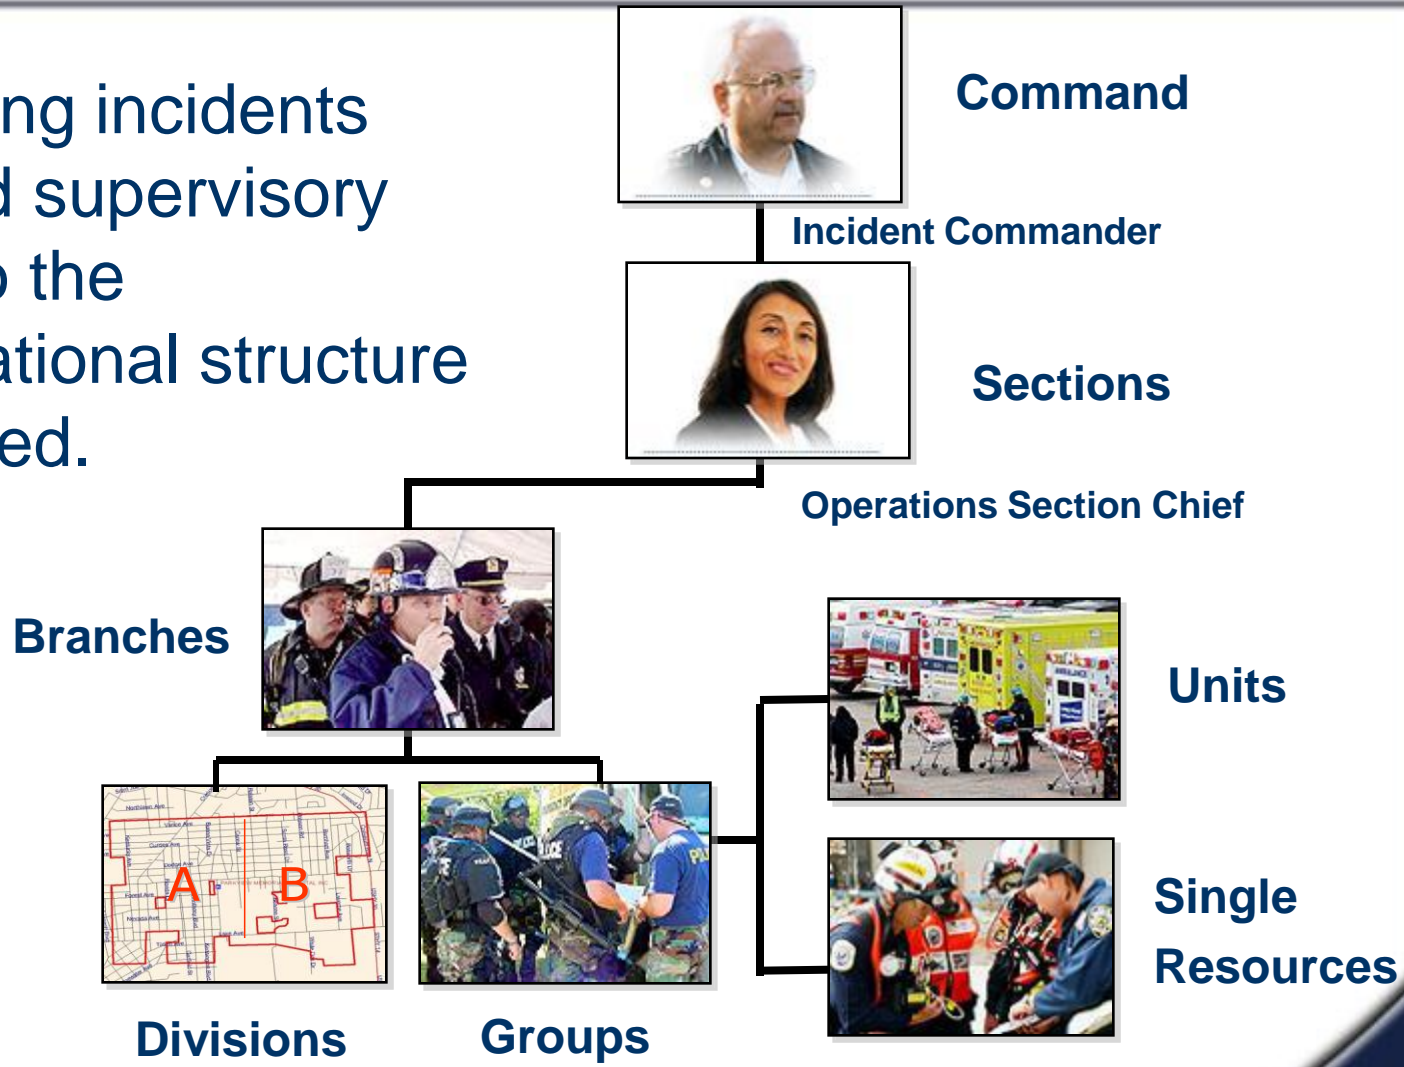 Command
ng incidents
d supervisory
Incident Commander
o the
ational structure
Sections
ed.
Operations Section Chief
Branches
Units
A B
Single
Resources
Divisions
Groups